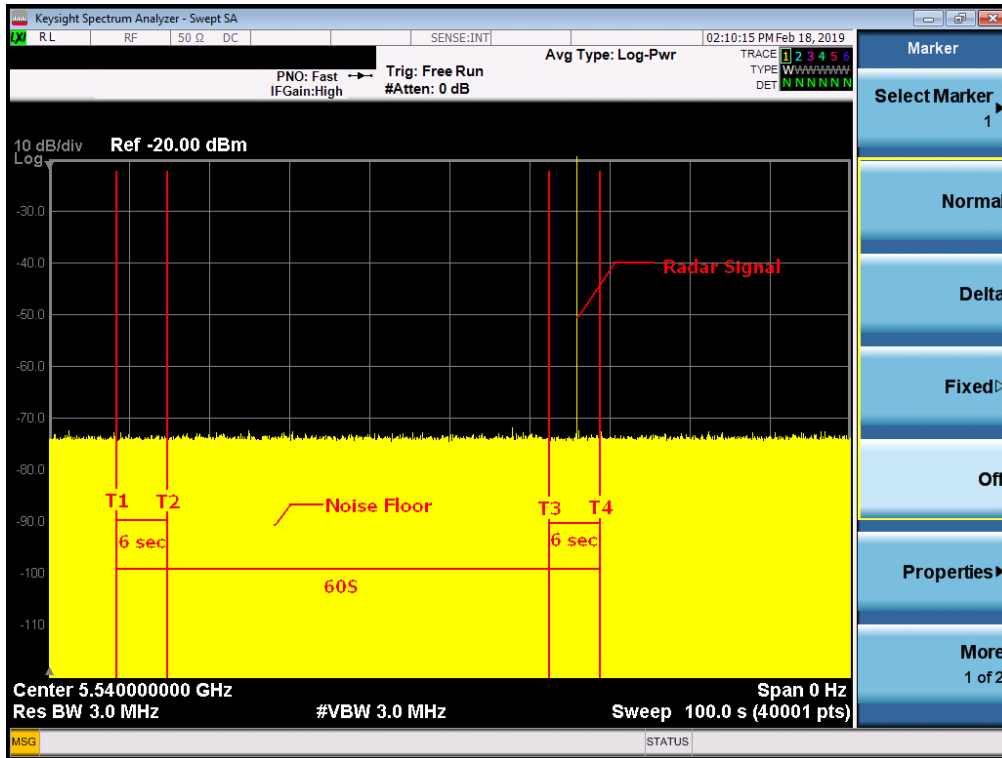 Keysight Spectrum Analyzer - Swept SA
LXI RL RF 50 Ω DC SENSE:INT 02:10:15 PM Feb 18, 2019
Avg Type: Log-Pwr TRACE 1 2 3 4 5 6
PNO: Fast Trig: Free Run TYPE WWWWWW
IFGain:High #Atten: 0 dB DET N N N N N N
10 dB/div Ref -20.00 dBm
Log
-30.0
-40.0
Radar Signal
-50.0
-60.0
-70.0
-80.0
T1 T2 Noise Floor T3 T4
-90.0
6 sec 6 sec
-100
60S
-110
Center 5.540000000 GHz Span 0 Hz
Res BW 3.0 MHz #VBW 3.0 MHz Sweep 100.0 s (40001 pts)
MSG STATUS
Marker
Select Marker
1
Normal
Delta
Fixed
Off
Properties
More
1 of 2